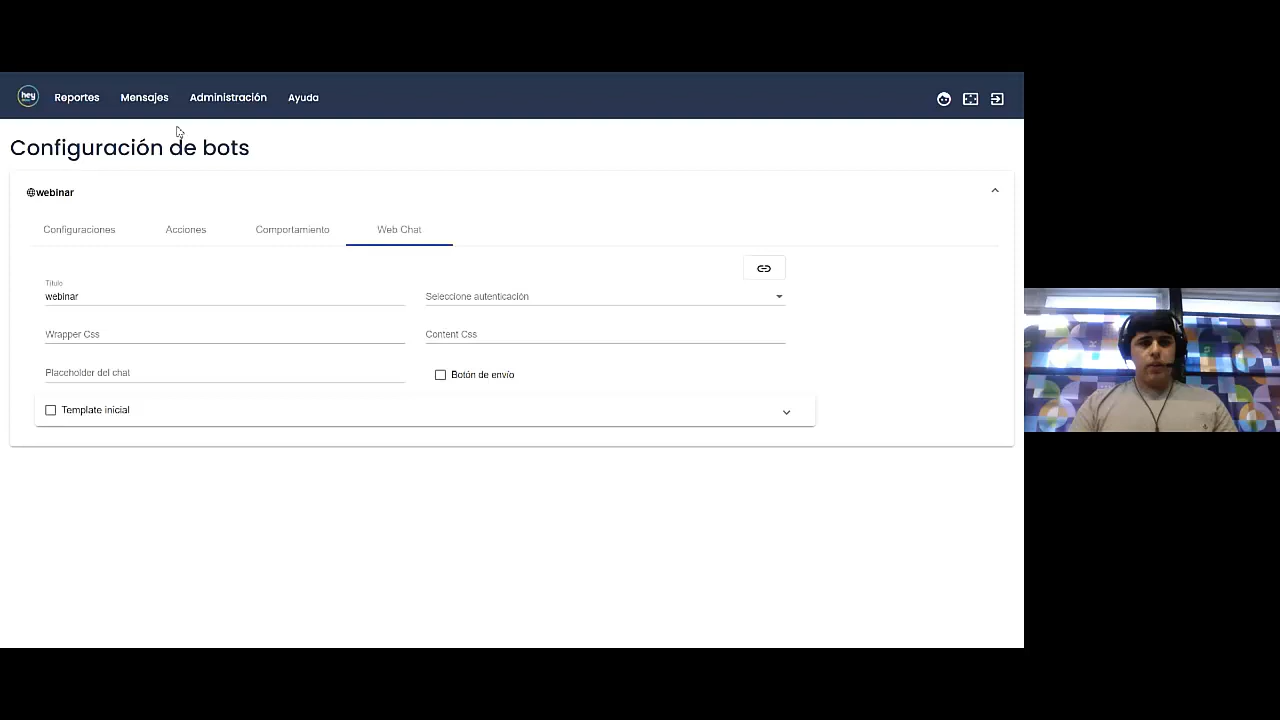 hey
Reportes Mensajes Administración Ayuda
Configuración de bots
webinar
Configuraciones Acciones Comportamiento Web Chat
Titulo
webinar
Seleccione autenticación
Wrapper Css
Content Css
Placeholder del chat
Botón de envío
Template inicial